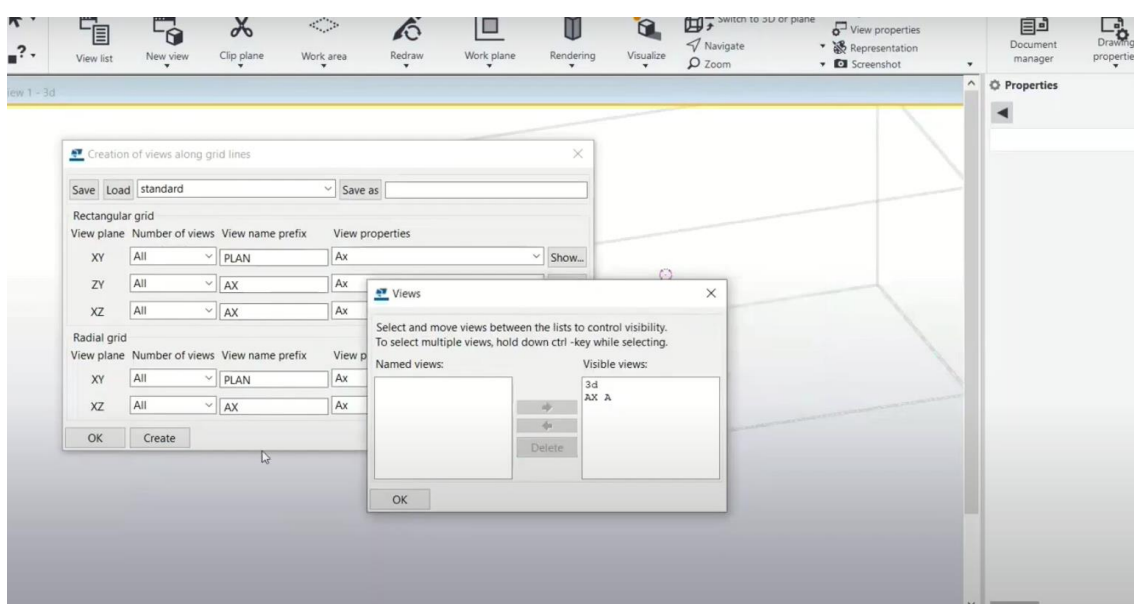 Switch to 3D or plane
View list
New view
Clip plane
Work area
Redraw
Work plane
Rendering
Visualize
Navigate
Zoom
View properties
Representation
Screenshot
Document manager
Drawing
propertie
iew 1 - 3d
Properties
Creation of views along grid lines
Save Load standard Save as
Rectangular grid
View plane Number of views View name prefix View properties
XY All PLAN Ax Show...
ZY All AX Ax
XZ All AX Ax
Radial grid
View plane Number of views View name prefix View p
XY All PLAN Ax
XZ All AX Ax
OK Create
Views
Select and move views between the lists to control visibility.
To select multiple views, hold down ctrl -key while selecting.
Named views: Visible views:
3d
AX A
Delete
OK